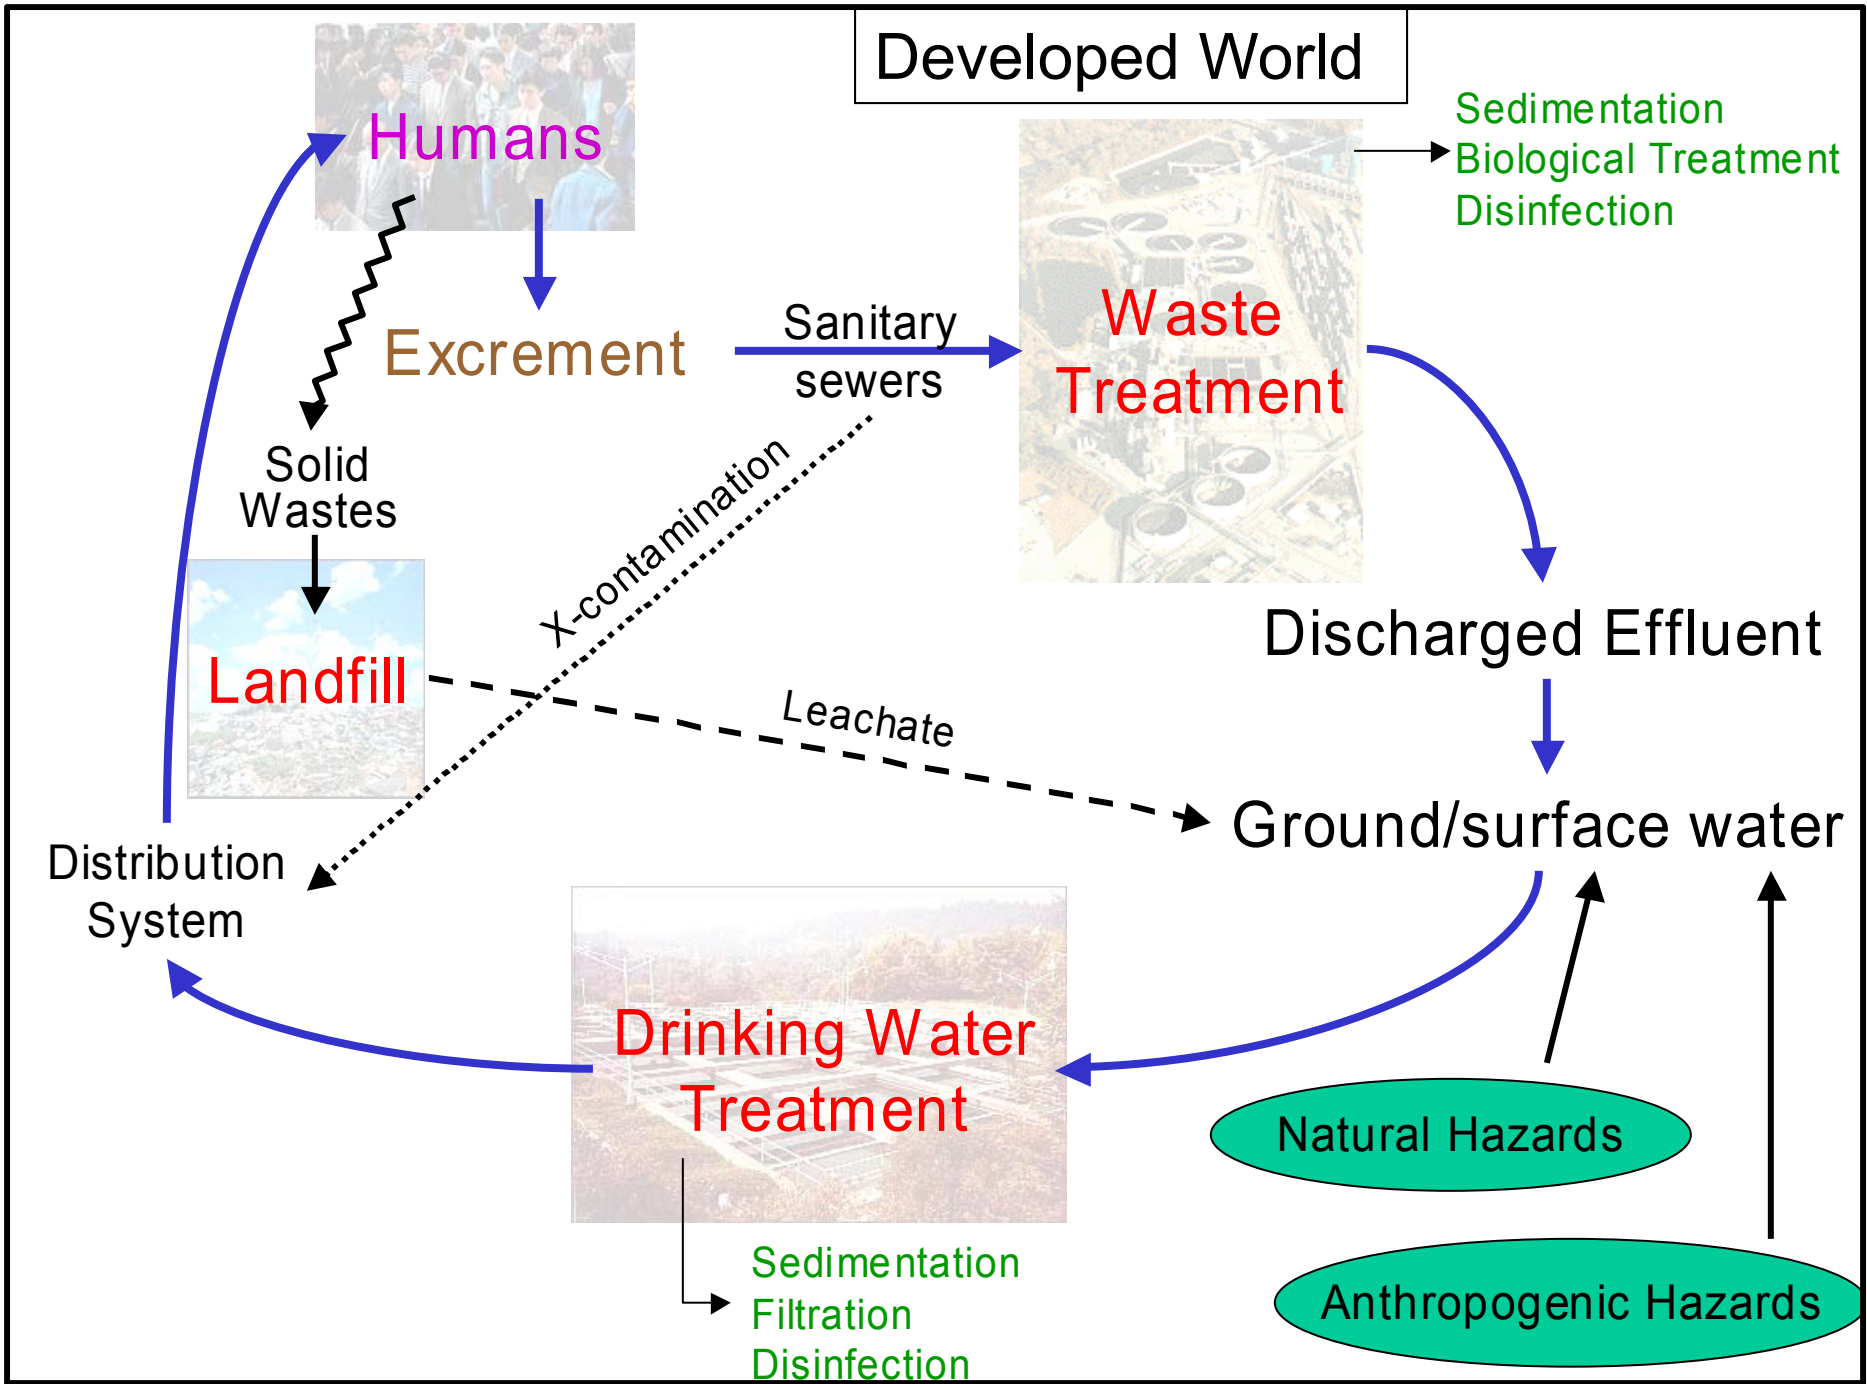 Developed World
Humans
Sedimentation
Biological Treatment
Disinfection
Excrement
Sanitary
sewers
Waste
Treatment
Solid
Wastes
X-contamination
Landfill
Leachate
Discharged Effluent
Ground/surface water
Distribution
System
Drinking Water
Treatment
Natural Hazards
Anthropogenic Hazards
Sedimentation
Filtration
Disinfection